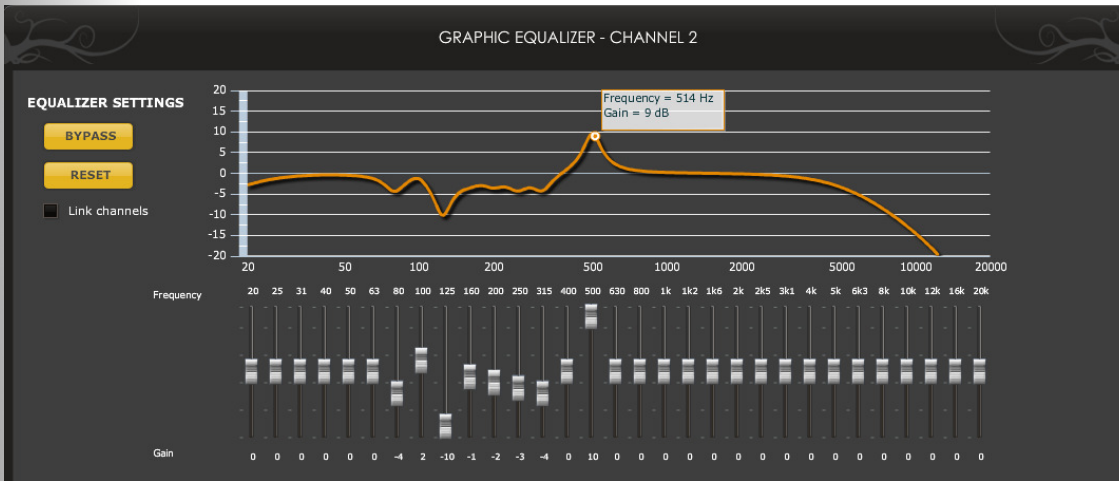 GRAPHIC EQUALIZER - CHANNEL 2
EQUALIZER SETTINGS
BYPASS
RESET
Link channels
20
15
10
5
0
-5
-10
-15
-20
Frequency = 514 Hz
Gain = 9 dB
20 50 100 200 500 1000 2000 5000 10000 20000
Frequency 20 25 31 40 50 63 80 100 125 160 200 250 315 400 500 630 800 1k 1k2 1k6 2k 2k5 3k1 4k 5k 6k3 8k 10k 12k 16k 20k
Gain 0 0 0 0 0 0 -4 2 -10 -1 -2 -3 -4 0 10 0 0 0 0 0 0 0 0 0 0 0 0 0 0 0 0